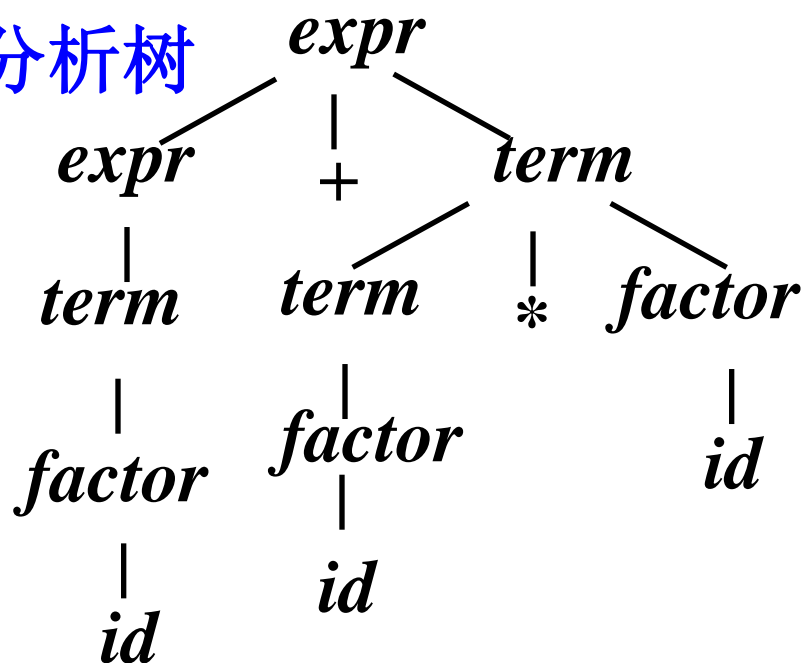 分析树
expr
expr + term
term term * factor
factor factor id
id id